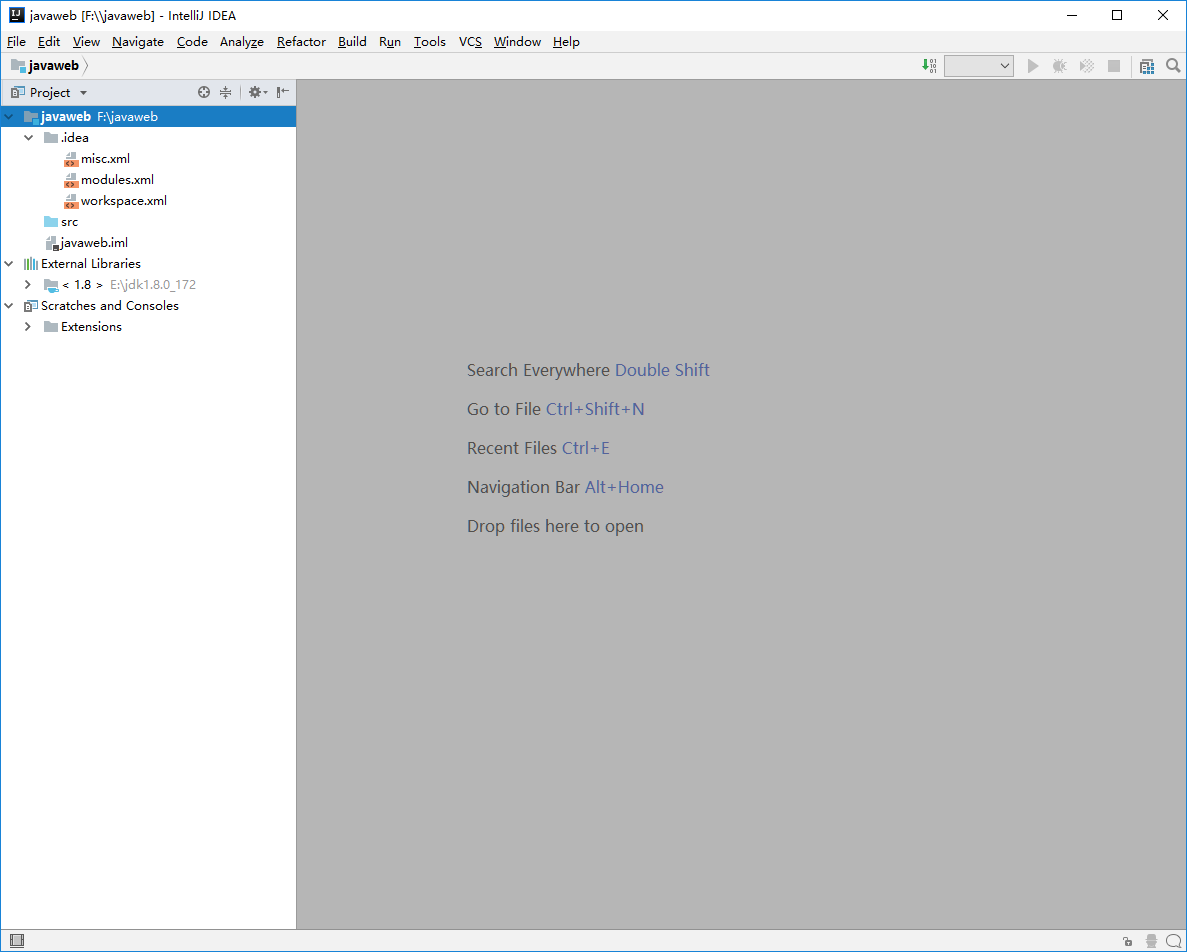 javaweb [F:\\javaweb] - IntelliJ IDEA
File Edit View Navigate Code Analyze Refactor Build Run Tools VCS Window Help
javaweb
Project
javaweb F:\javaweb
.idea
misc.xml
modules.xml
workspace.xml
src
javaweb.iml
External Libraries
< 1.8 > E:\jdk1.8.0_172
Scratches and Consoles
Extensions
Search Everywhere Double Shift
Go to File Ctrl+Shift+N
Recent Files Ctrl+E
Navigation Bar Alt+Home
Drop files here to open